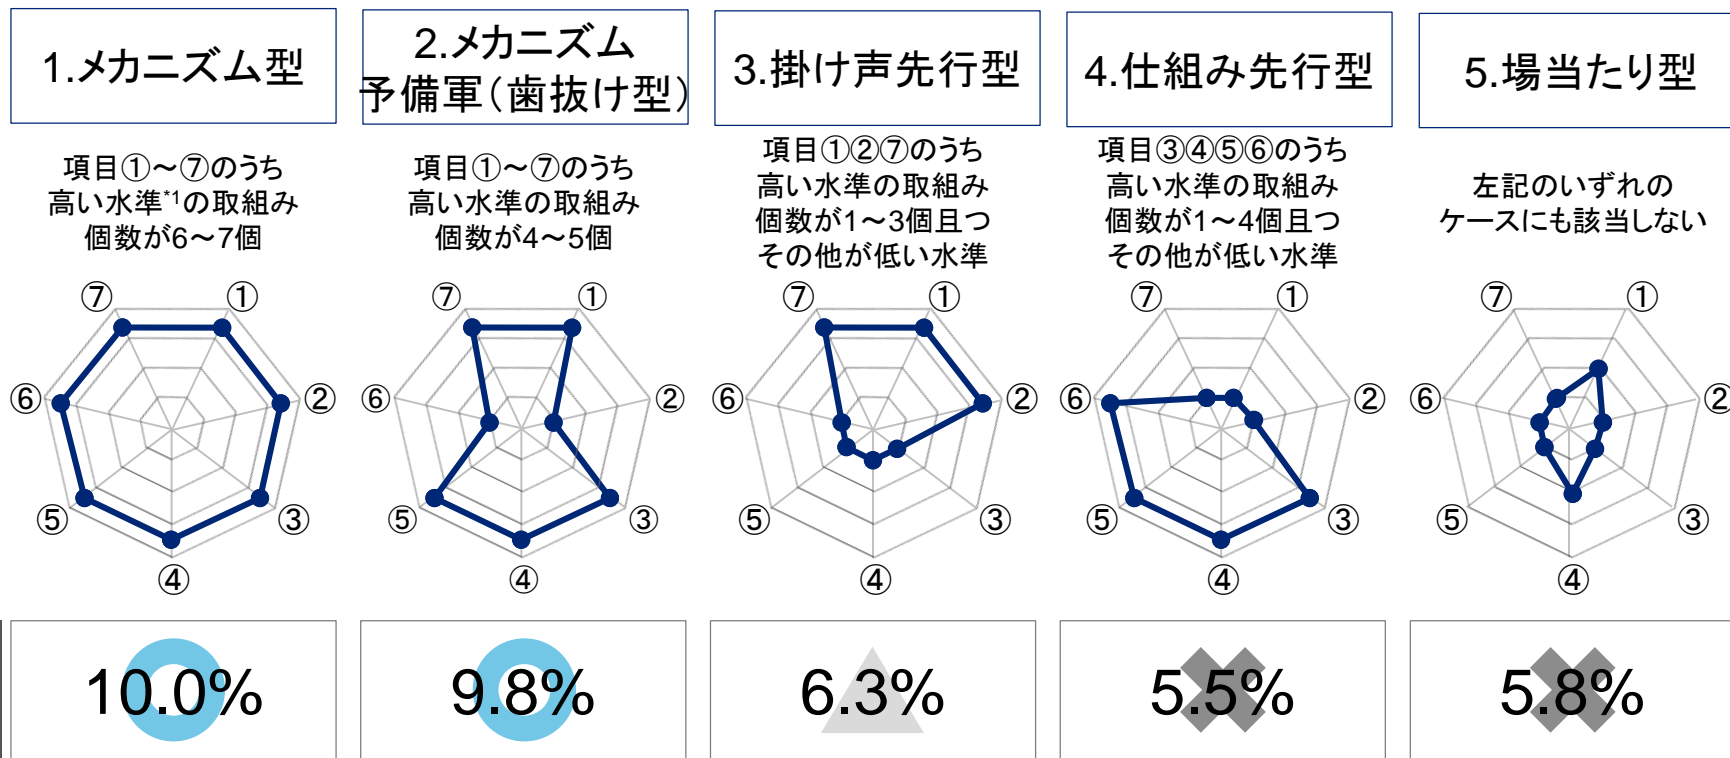 1.メカニズム型
2.メカニズム
予備軍（歯抜け型）
3.掛け声先行型
4.仕組み先行型
5.場当たり型
項目①～⑦のうち
高い水準*1の取組み
個数が6～7個
項目①～⑦のうち
高い水準の取組み
個数が4～5個
項目①②⑦のうち
高い水準の取組み
個数が1～3個且つ
その他が低い水準
項目③④⑤⑥のうち
高い水準の取組み
個数が1～4個且つ
その他が低い水準
左記のいずれの
ケースにも該当しない
⑦ ①
⑥ ②
⑤ ③
④
⑦ ①
⑥ ②
⑤ ③
④
⑦ ①
⑥ ②
⑤ ③
④
⑦ ①
⑥ ②
⑤ ③
④
⑦ ①
⑥ ②
⑤ ③
④
10.0%
9.8%
6.3%
5.5%
5.8%